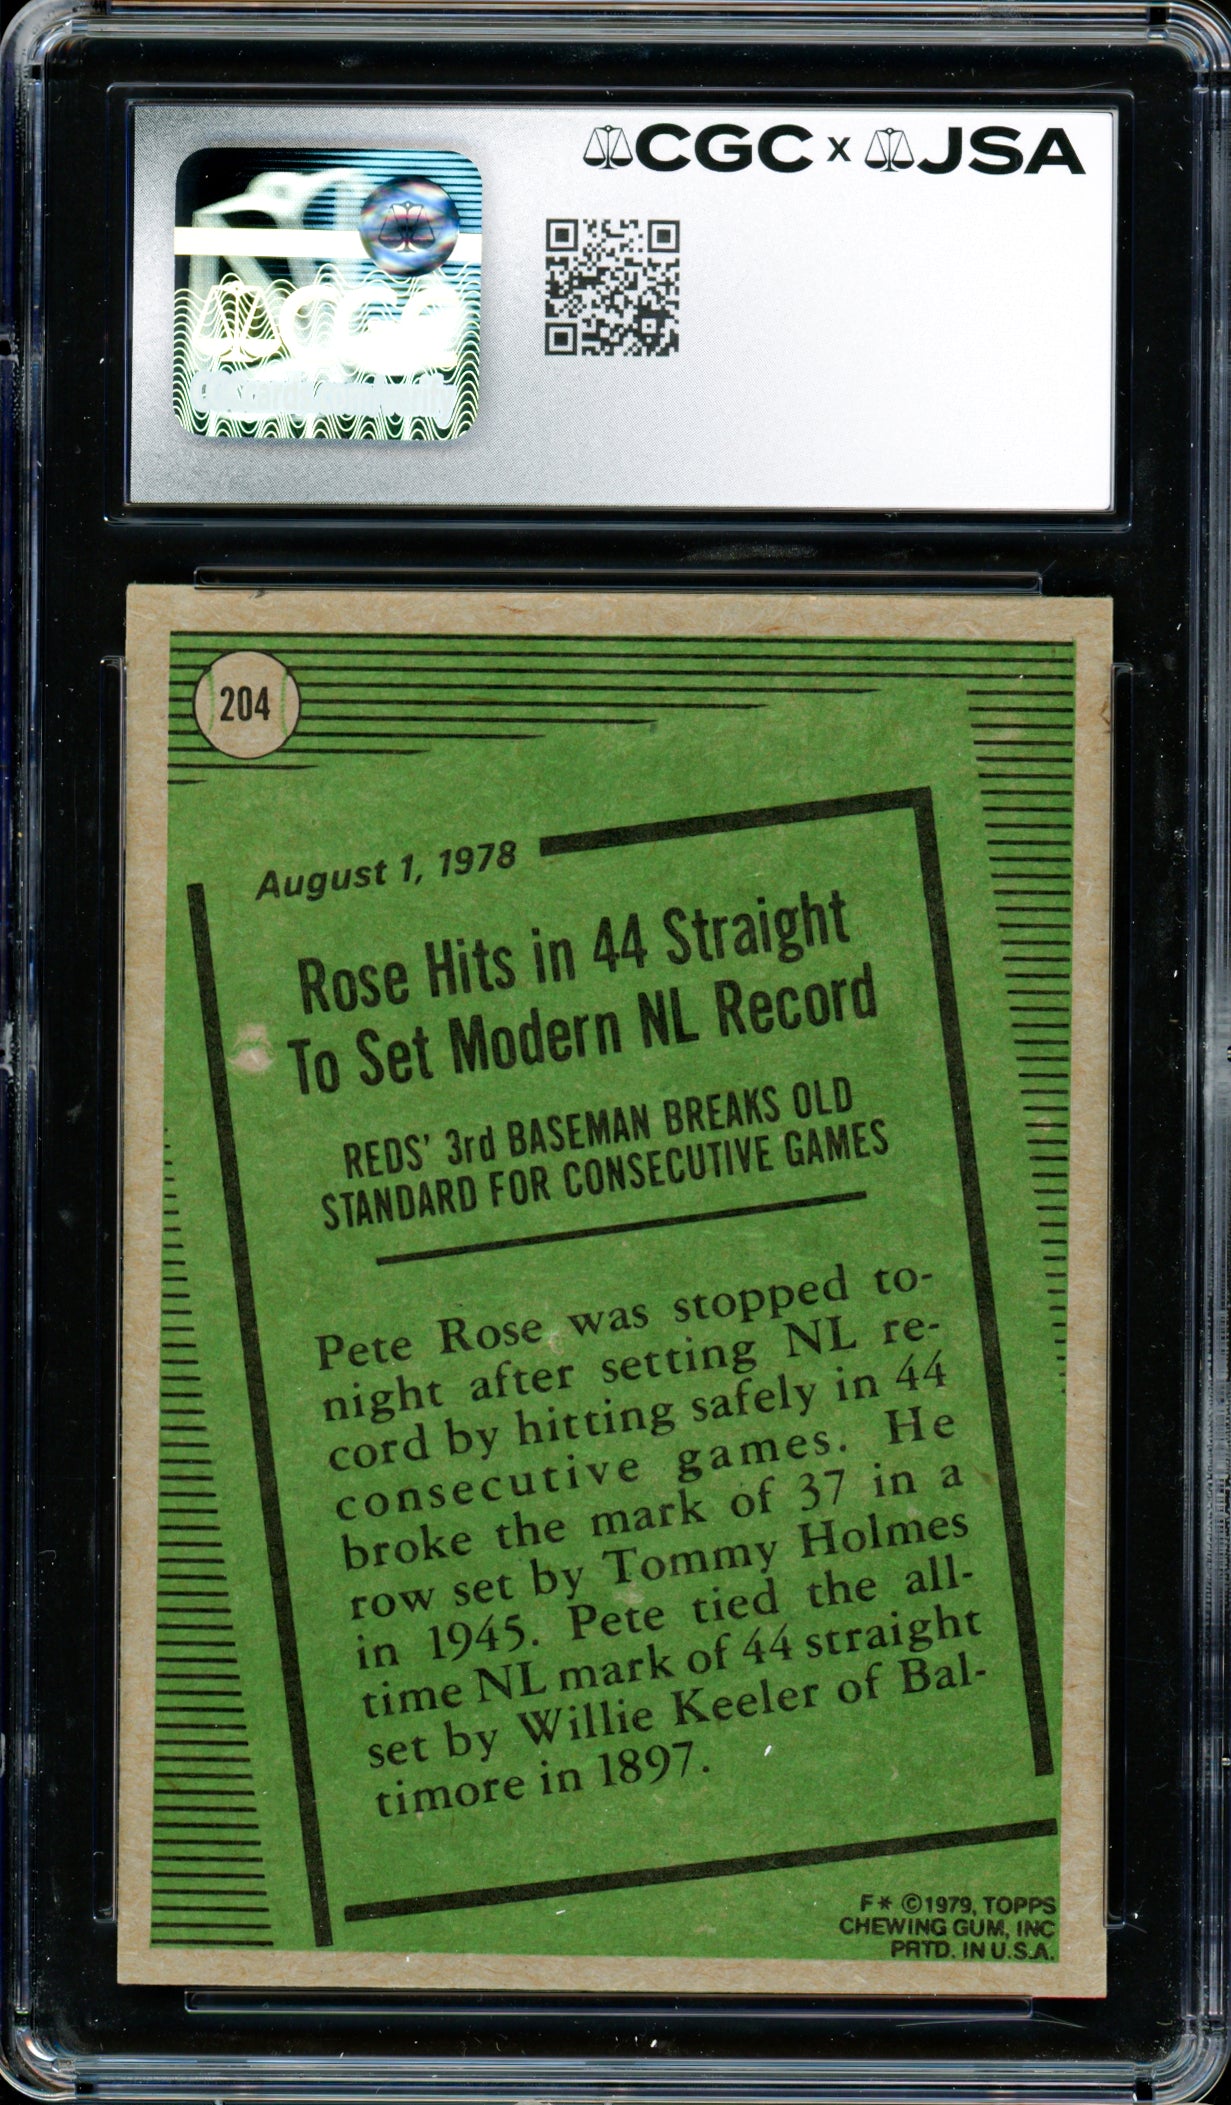 CGC x JSA
CGC
204
August 1, 1978
Rose Hits in 44 Straight
To Set Modern NL Record
REDS' 3rd BASEMAN BREAKS OLD
STANDARD FOR CONSECUTIVE GAMES
Pete Rose was stopped to-
night after setting NL re-
cord by hitting safely in 44
consecutive games. He
broke the mark of 37 in a
row set by Tommy Holmes
in 1945. Pete tied the all-
time NL mark of 44 straight
set by Willie Keeler of Bal-
timore in 1897.
F* ©1979, TOPPS
CHEWING GUM, INC
PRTD. IN U.S.A.